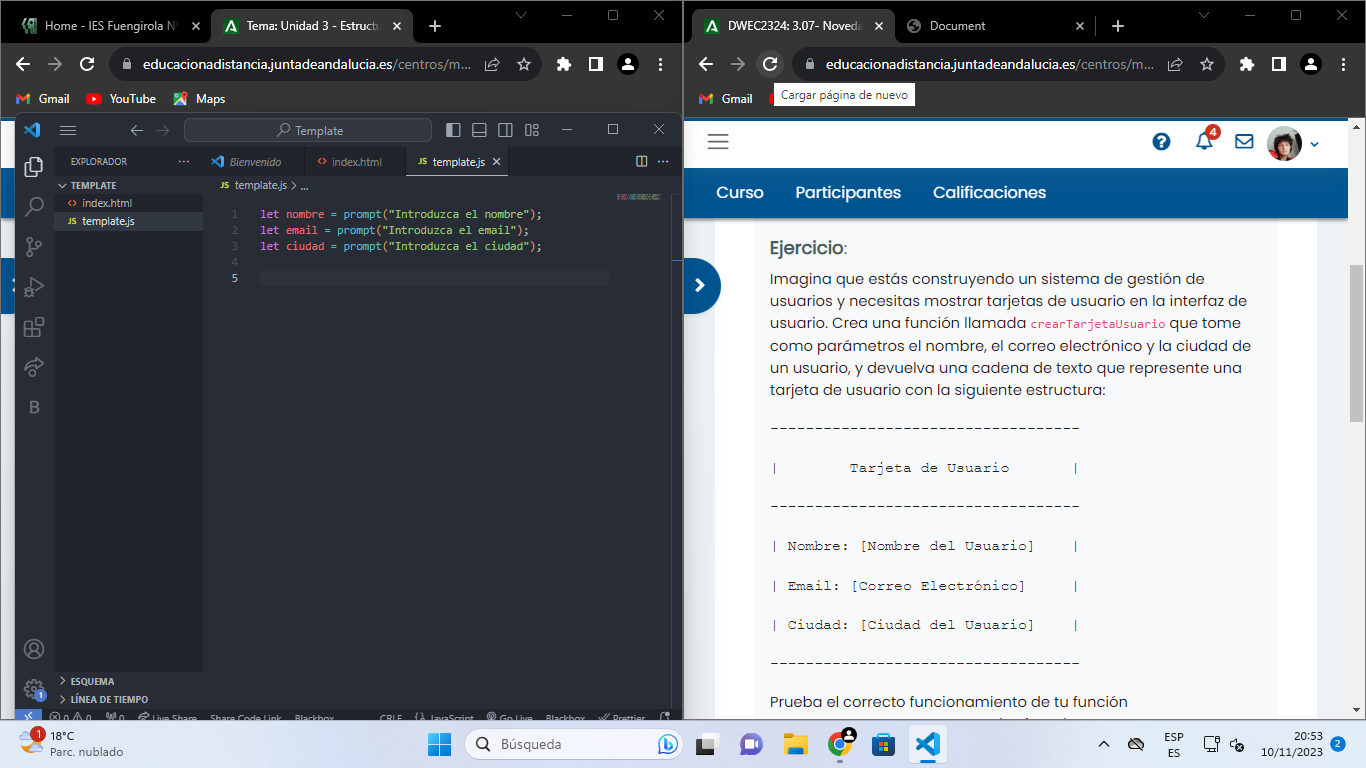 Home - IES Fuengirola Nº
Tema: Unidad 3 - Estructu
educacionadistancia.juntadeandalucia.es/centros/m...
Gmail
YouTube
Maps
Template
EXPLORADOR
Bienvenido
index.html
template.js
TEMPLATE
index.html
template.js
template.js > ...
1 let nombre = prompt("Introduzca el nombre");
2 let email = prompt("Introduzca el email");
3 let ciudad = prompt("Introduzca el ciudad");
4
5
ESQUEMA
LÍNEA DE TIEMPO
1
0 0 0 Live Share Share Code Link Blackbox CRLF {} JavaScript Go Live Blackbox Prettier
DWEC2324: 3.07- Noveda
Document
educacionadistancia.juntadeandalucia.es/centros/m...
Cargar página de nuevo
Gmail
4
Curso
Participantes
Calificaciones
Ejercicio:
Imagina que estás construyendo un sistema de gestión de
usuarios y necesitas mostrar tarjetas de usuario en la interfaz de
usuario. Crea una función llamada crearTarjetaUsuario que tome
como parámetros el nombre, el correo electrónico y la ciudad de
un usuario, y devuelva una cadena de texto que represente una
tarjeta de usuario con la siguiente estructura:
-----------------------------------
| Tarjeta de Usuario |
-----------------------------------
| Nombre: [Nombre del Usuario] |
| Email: [Correo Electrónico] |
| Ciudad: [Ciudad del Usuario] |
-----------------------------------
Prueba el correcto funcionamiento de tu función
1
18°C
Parc. nublado
Búsqueda
ESP
ES
20:53
10/11/2023
2